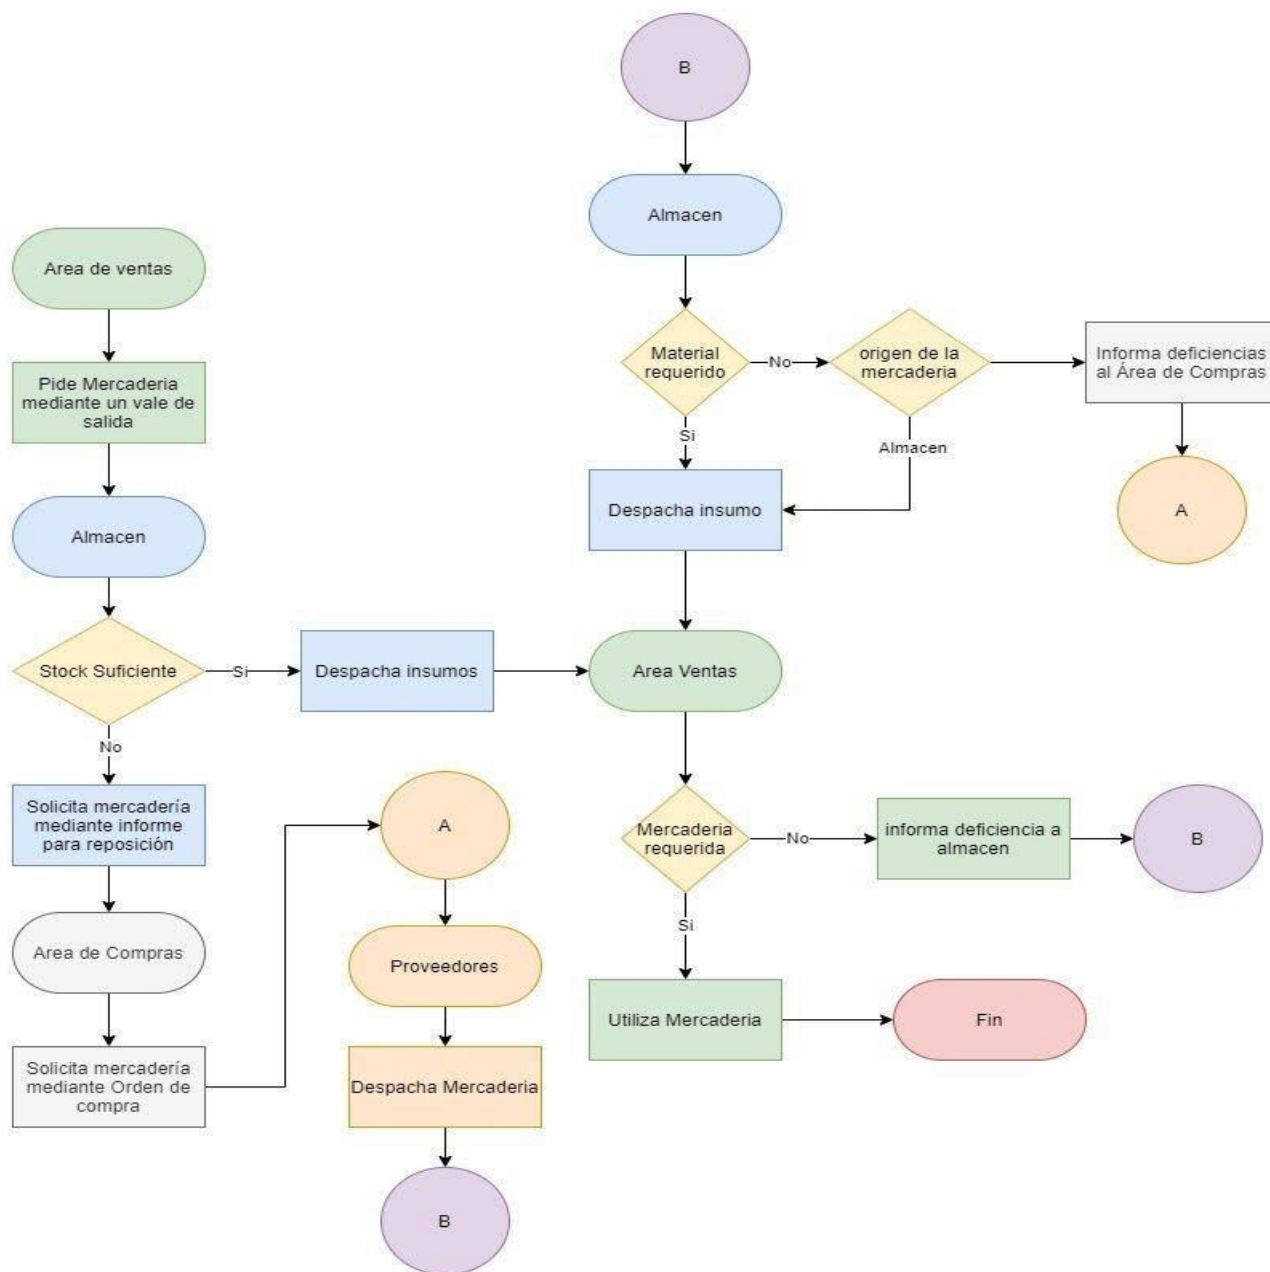 B
Almacen
Area de ventas
Material
requerido
No
origen de la
mercaderia
Informa deficiencias
al Área de Compras
Pide Mercaderia
mediante un vale de
salida
Si
Almacen
Despacha insumo
A
Almacen
Stock Suficiente
Si
Despacha insumos
Area Ventas
No
Solicita mercadería
mediante informe
para reposición
A
Mercaderia
requerida
No
informa deficiencia a
almacen
B
Si
Area de Compras
Proveedores
Utiliza Mercaderia
Fin
Solicita mercadería
mediante Orden de
compra
Despacha Mercaderia
B